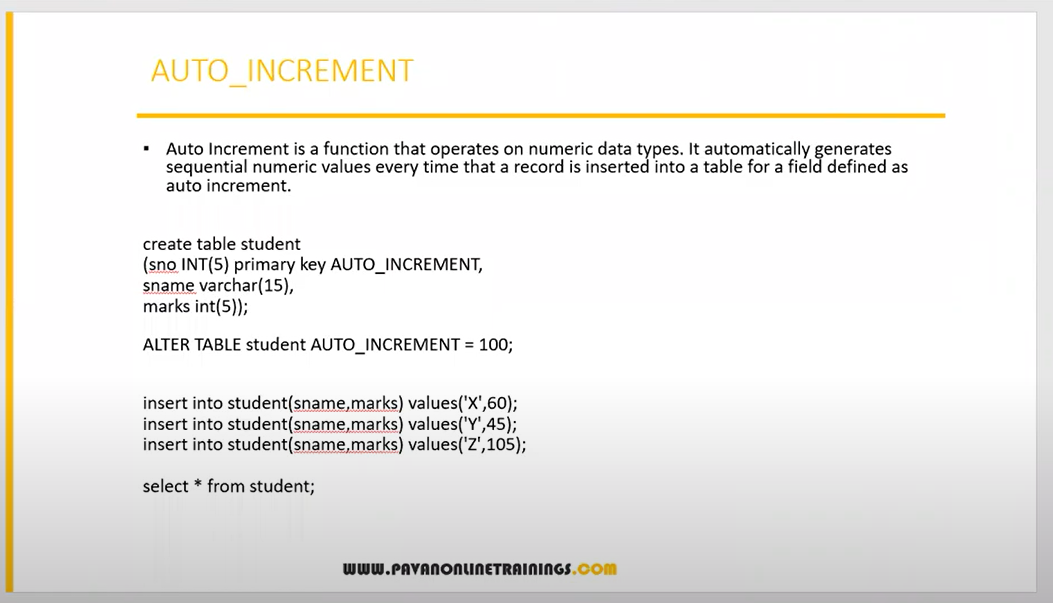 AUTO_INCREMENT
▪ Auto Increment is a function that operates on numeric data types. It automatically generates
sequential numeric values every time that a record is inserted into a table for a field defined as
auto increment.
create table student
(sno INT(5) primary key AUTO_INCREMENT,
sname varchar(15),
marks int(5));
ALTER TABLE student AUTO_INCREMENT = 100;
insert into student(sname,marks) values('X',60);
insert into student(sname,marks) values('Y',45);
insert into student(sname,marks) values('Z',105);
select * from student;
WWW.PAVANONLINETRAININGS.COM